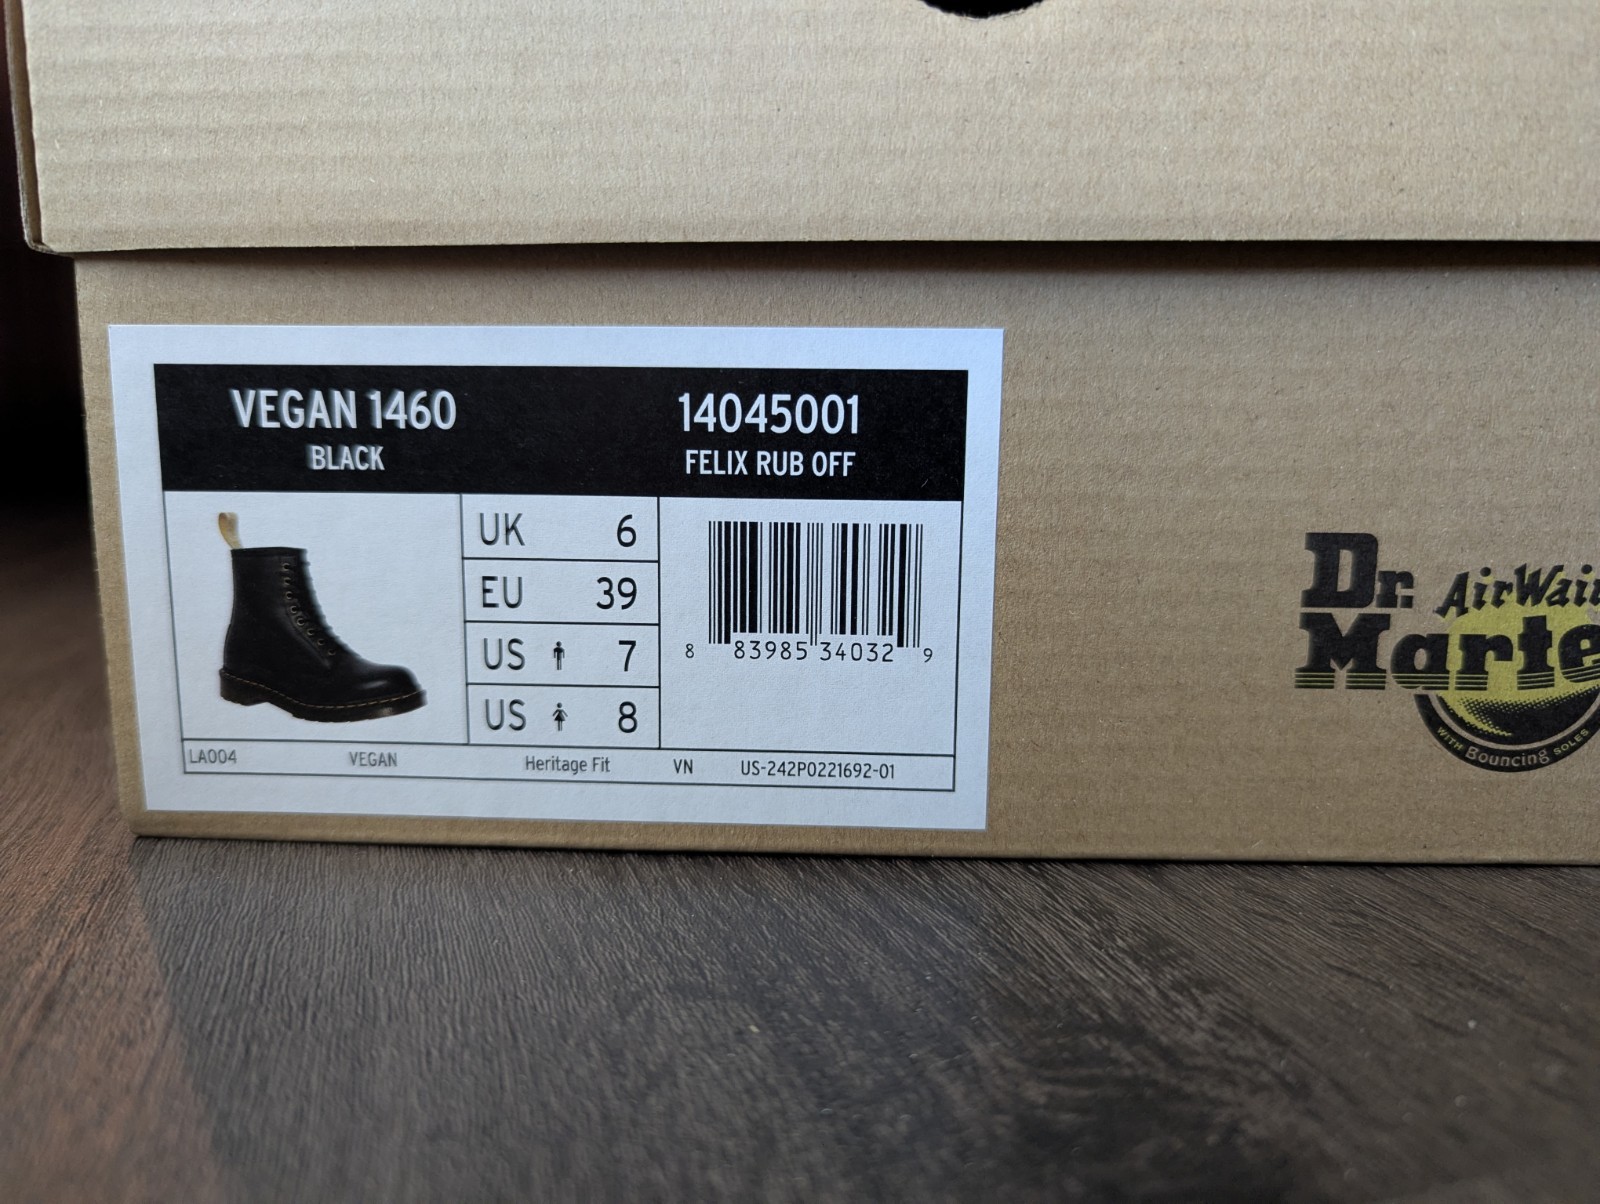 VEGAN 1460
BLACK
14045001
FELIX RUB OFF
UK 6
EU 39
US 7
US 8
8 83985 34032 9
LA004 VEGAN Heritage Fit VN US-242P0221692-01
Dr.
Marte
AirWair
WITH Bouncing SOLES